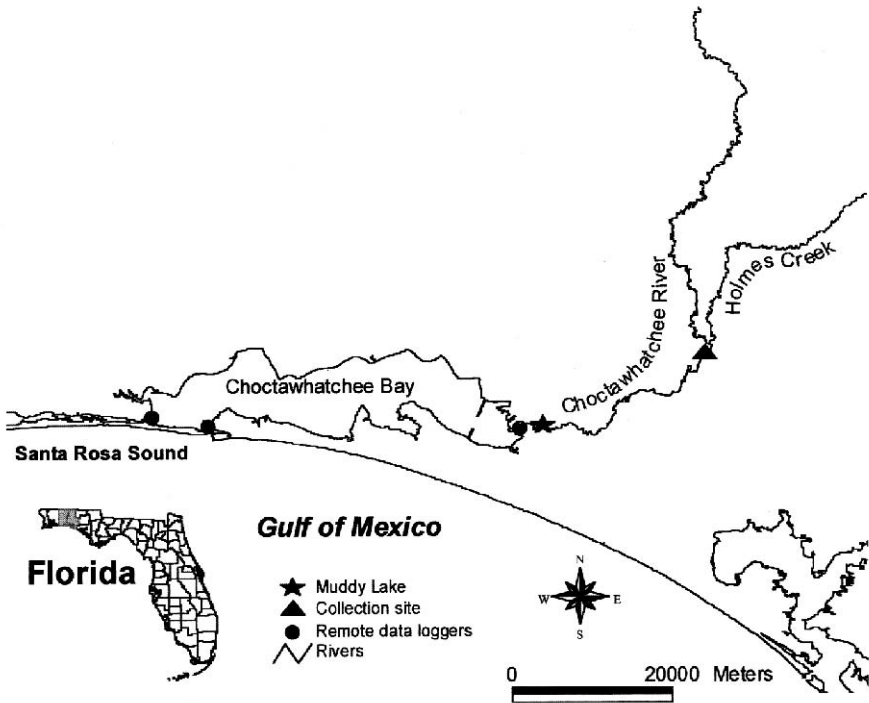 Choctawhatchee River
Holmes Creek
Choctawhatchee Bay
Santa Rosa Sound
Gulf of Mexico
Florida
Muddy Lake
Collection site
Remote data loggers
Rivers
N
W E
S
0 20000 Meters